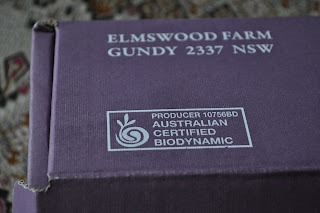 ELMSWOOD FARM
GUNDY 2337 NSW
PRODUCER 10756BD
AUSTRALIAN
CERTIFIED
BIODYNAMIC